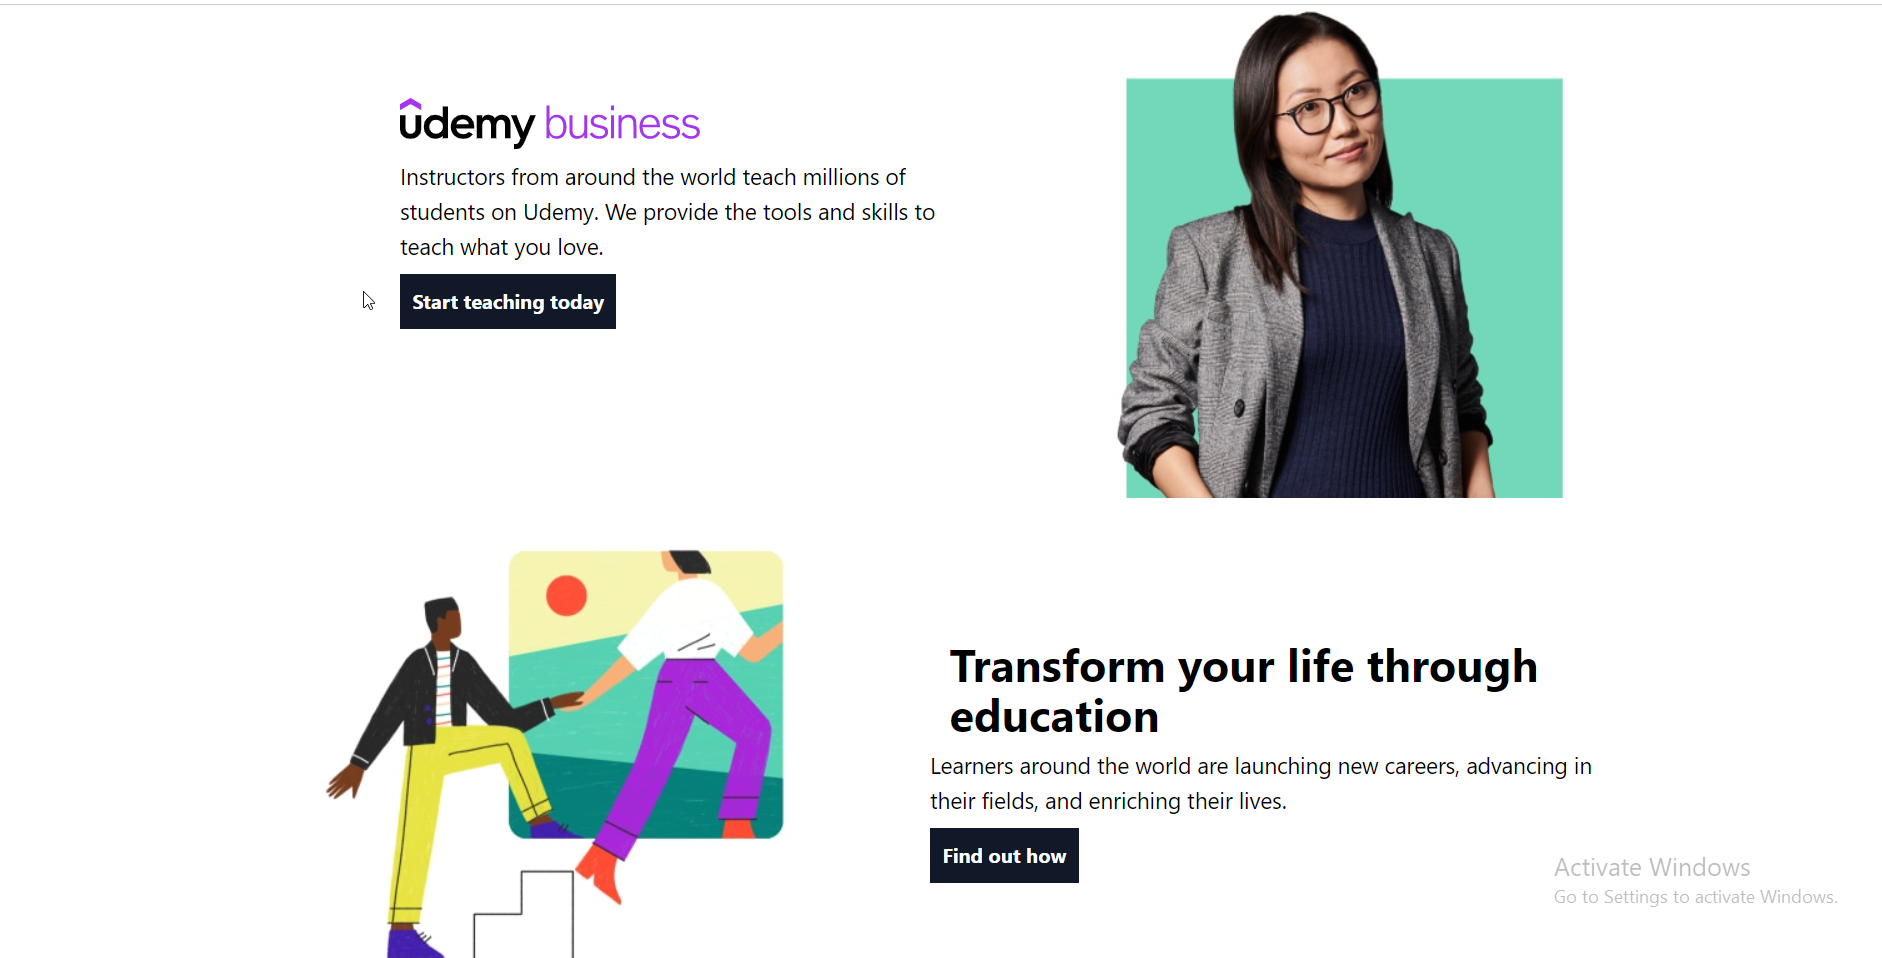 udemy business
Instructors from around the world teach millions of
students on Udemy. We provide the tools and skills to
teach what you love.
Start teaching today
Transform your life through
education
Learners around the world are launching new careers, advancing in
their fields, and enriching their lives.
Find out how
Activate Windows
Go to Settings to activate Windows.